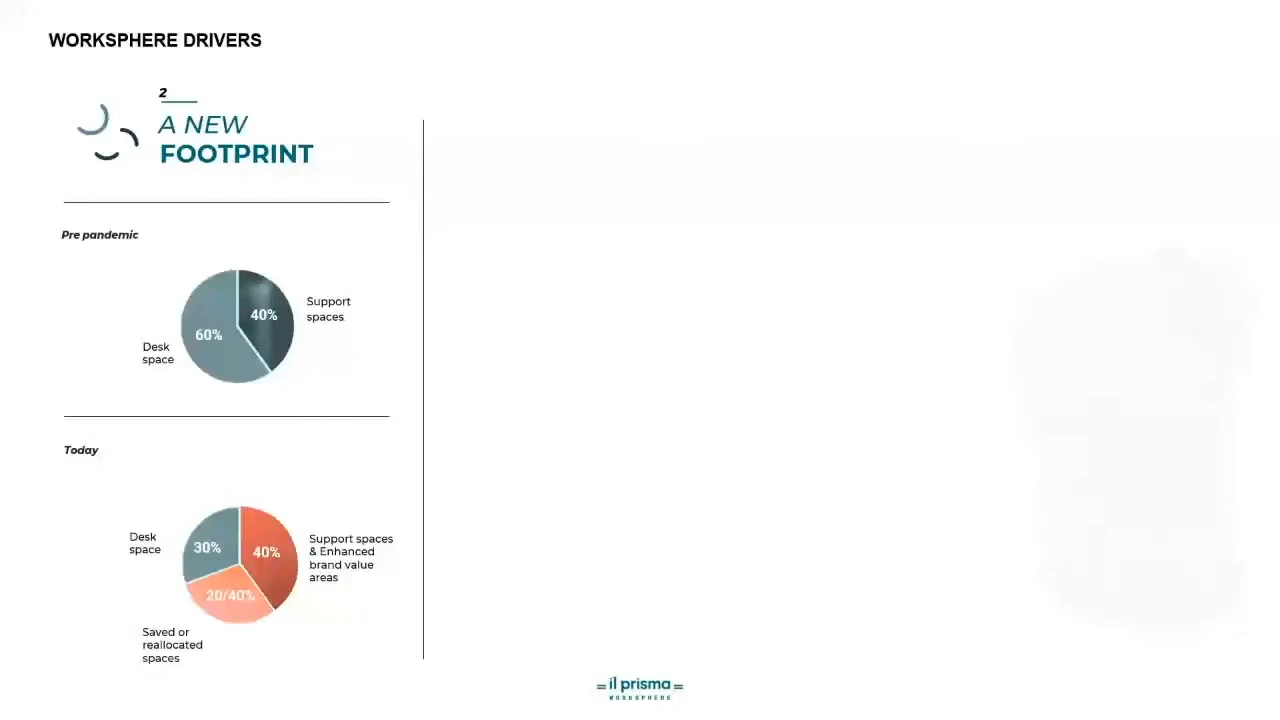 WORKSPHERE DRIVERS
2
A NEW
FOOTPRINT
Pre pandemic
40%
Support
spaces
60%
Desk
space
Today
Desk
space
30%
40%
Support spaces
& Enhanced
brand value
areas
20/40%
Saved or
reallocated
spaces
il prisma
WORKSPHERE